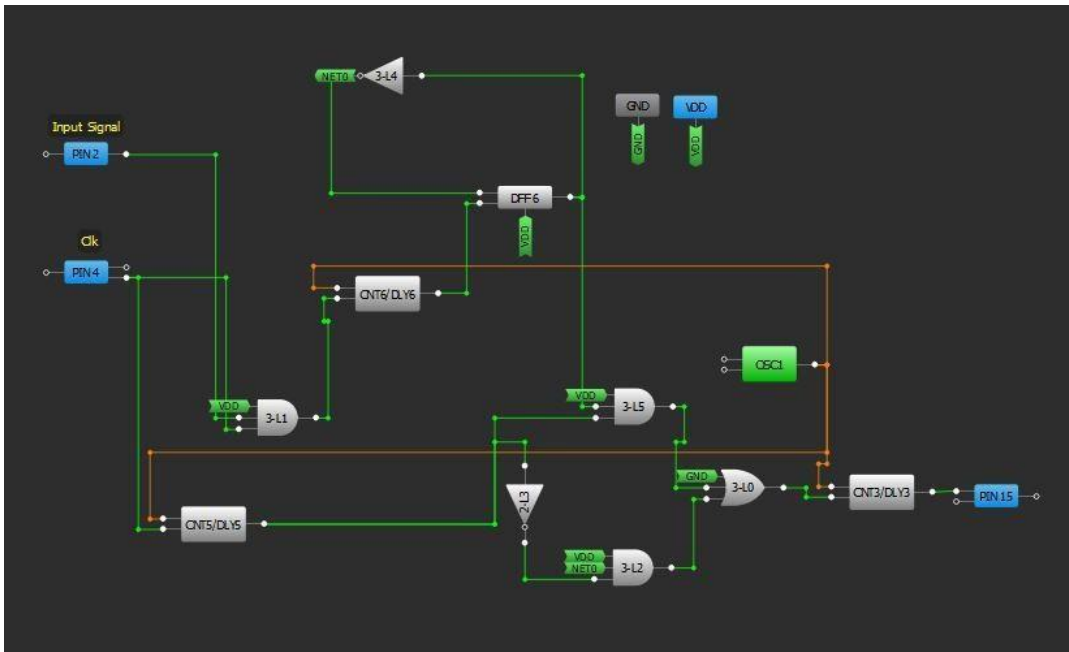 NET0
3-L4
GND
VDD
GND
VDD
Input Signal
PIN 2
DFF 6
VDD
Clk
PIN 4
CNT6/DLY6
OSC1
VDD
3-L5
VDD
3-L1
GND
3-L0
CNT3/DLY3
PIN 15
2-L3
CNT5/DLY5
VDD
NET0
3-L2